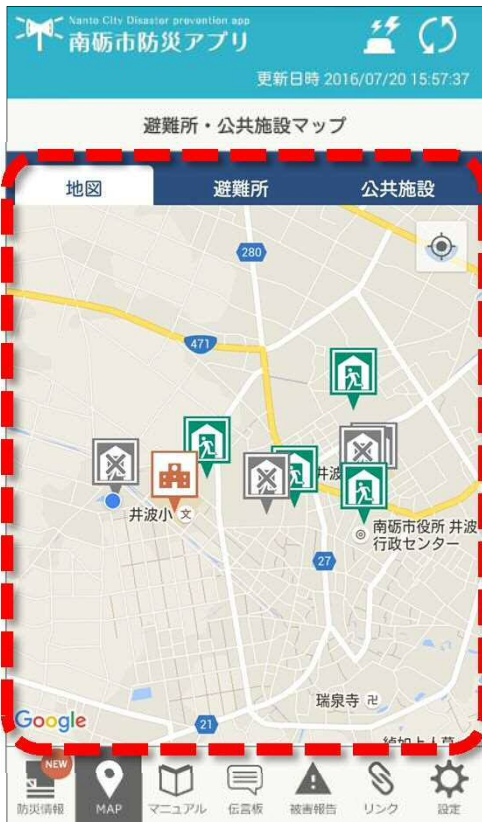 Nanto City Disaster prevention app
南砺市防災アプリ
更新日時 2016/07/20 15:57:37
避難所・公共施設マップ
地図
避難所
公共施設
280
471
井波
井波小
文
南砺市役所 井波
行政センター
27
瑞泉寺 卍
Google
21
NEW
防災情報
MAP
マニュアル
伝言板
被害報告
リンク
設定